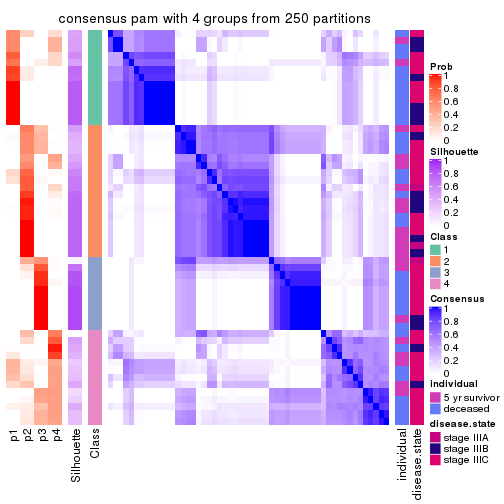 consensus pam with 4 groups from 250 partitions
p1
p2
p3
p4
Silhouette
Class
individual
disease.state
Prob
1
0.8
0.6
0.4
0.2
0
Silhouette
1
0.8
0.6
0.4
0.2
0
Class
1
2
3
4
Consensus
1
0.8
0.6
0.4
0.2
0
individual
5 yr survivor
deceased
disease.state
stage IIIA
stage IIIB
stage IIIC